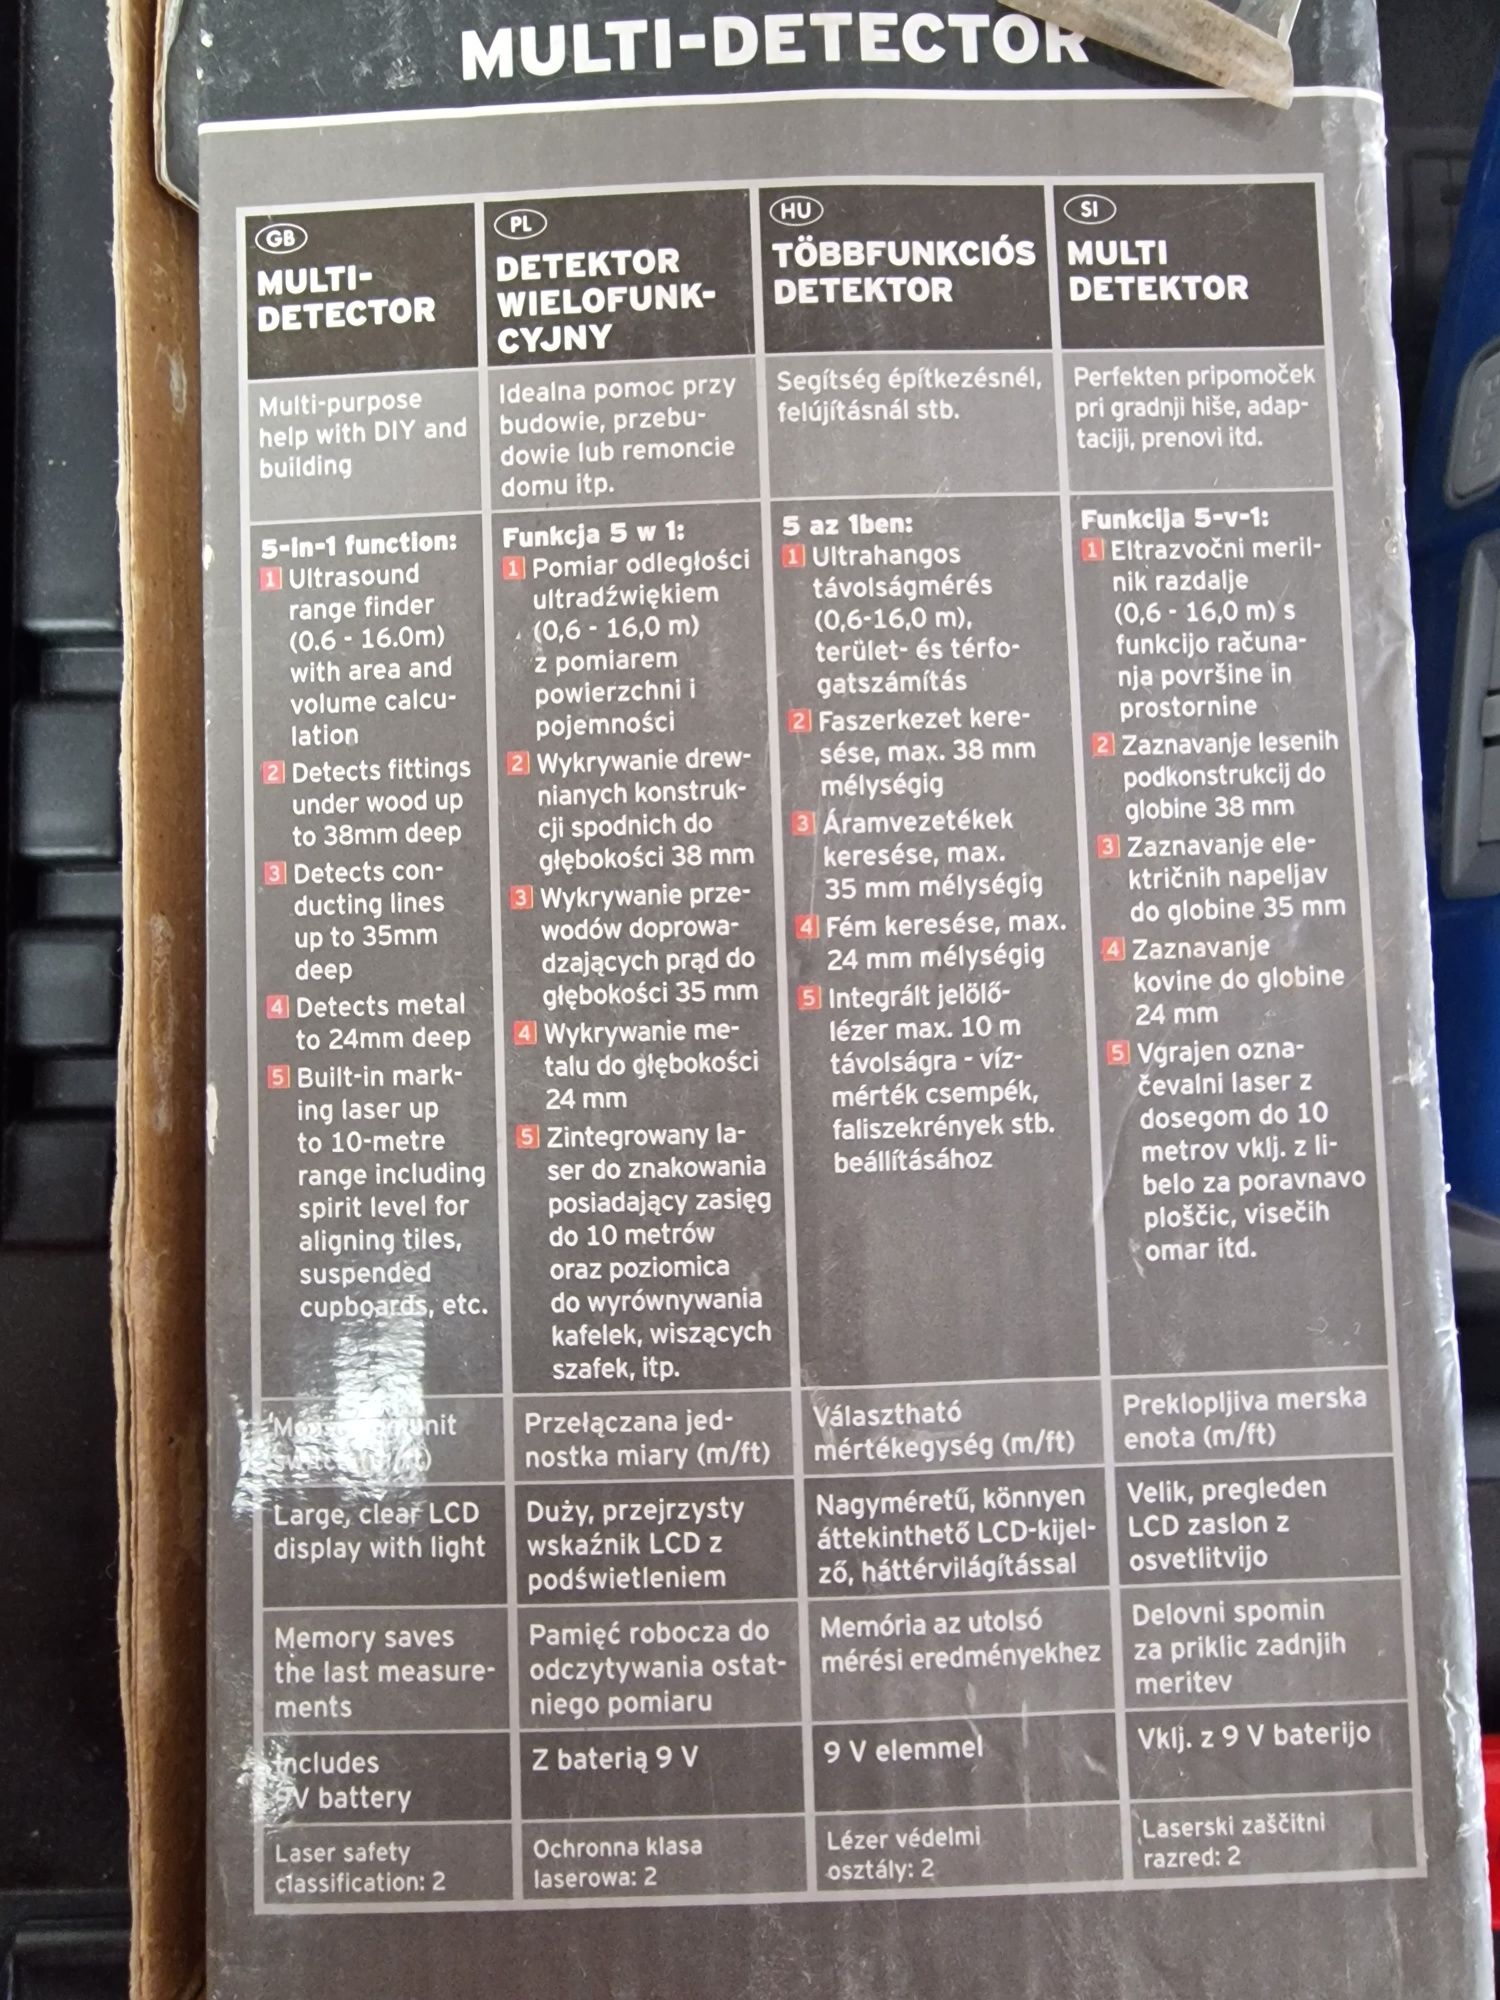 MULTI-DETECTOR
GB
MULTI-
DETECTOR
Multi-purpose
help with DIY and
building
5-in-1 function:
1 Ultrasound
range finder
(0.6 - 16.0m)
with area and
volume calcu-
lation
2 Detects fittings
under wood up
to 38mm deep
3 Detects con-
ducting lines
up to 35mm
deep
4 Detects metal
to 24mm deep
5 Built-in mark-
ing laser up
to 10-metre
range including
spirit level for
aligning tiles,
suspended
cupboards, etc.
unit
Large, clear LCD
display with light
Memory saves
the last measure-
ments
Includes
9V battery
Laser safety
classification: 2
PL
DETEKTOR
WIELOFUNK-
CYJNY
Idealna pomoc przy
budowie, przebu-
dowie lub remoncie
domu itp.
Funkcja 5 w 1:
1 Pomiar odległości
ultradźwiękiem
(0,6 - 16,0 m)
z pomiarem
powierzchni i
pojemności
2 Wykrywanie drew-
nianych konstruk-
cji spodnich do
głębokości 38 mm
3 Wykrywanie prze-
wodów doprowa-
dzających prąd do
głębokości 35 mm
4 Wykrywanie me-
talu do głębokości
24 mm
5 Zintegrowany la-
ser do znakowania
posiadający zasięg
do 10 metrów
oraz poziomica
do wyrównywania
kafelek, wiszących
szafek, itp.
Przełączana jed-
nostka miary (m/ft)
Duży, przejrzysty
wskaźnik LCD z
podświetleniem
Pamięć robocza do
odczytywania ostat-
niego pomiaru
Z baterią 9 V
Ochronna klasa
laserowa: 2
HU
TÖBBFUNKCIÓS
DETEKTOR
Segítség építkezésnél,
felújításnál stb.
5 az 1ben:
1 Ultrahangos
távolságmérés
(0,6-16,0 m),
terület- és térfo-
gatszámítás
2 Faszerkezet kere-
sése, max. 38 mm
mélységig
3 Áramvezetékek
keresése, max.
35 mm mélységig
4 Fém keresése, max.
24 mm mélységig
5 Integrált jelölő-
lézer max. 10 m
távolságra - víz-
mérték csempék,
faliszekrények stb.
beállításához
Választható
mértékegység (m/ft)
Nagyméretű, könnyen
áttekinthető LCD-kijel-
ző, háttérvilágítással
Memória az utolsó
mérési eredményekhez
9 V elemmel
Lézer védelmi
osztály: 2
SI
MULTI
DETEKTOR
Perfekten pripomoček
pri gradnji hiše, adap-
taciji, prenovi itd.
Funkcija 5-v-1:
1 Eltrazvočni meril-
nik razdalje
(0,6 - 16,0 m) s
funkcijo računa-
nja površine in
prostornine
2 Zaznavanje lesenih
podkonstrukcij do
globine 38 mm
3 Zaznavanje ele-
ktričnih napeljav
do globine 35 mm
4 Zaznavanje
kovine do globine
24 mm
5 Vgrajen ozna-
čevalni laser z
dosegom do 10
metrov vklj. z li-
belo za poravnavo
ploščic, visečih
omar itd.
Preklopljiva merska
enota (m/ft)
Velik, pregleden
LCD zaslon z
osvetlitvijo
Delovni spomin
za priklic zadnjih
meritev
Vklj. z 9 V baterijo
Laserski zaščitni
razred: 2